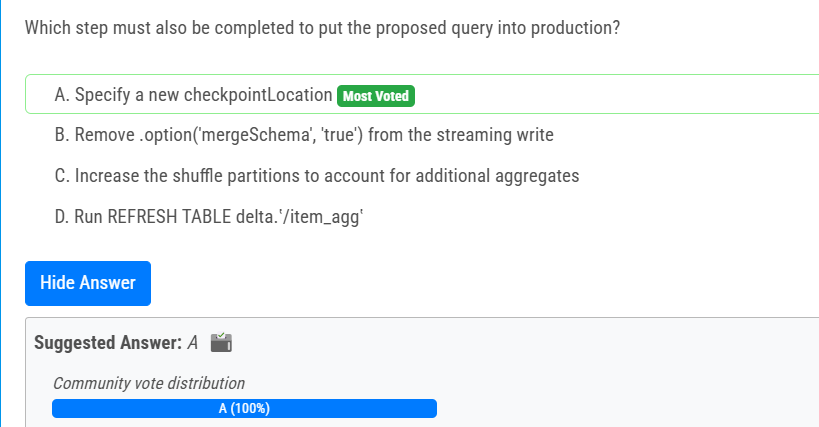 Which step must also be completed to put the proposed query into production?
A. Specify a new checkpointLocation Most Voted
B. Remove .option('mergeSchema', 'true') from the streaming write
C. Increase the shuffle partitions to account for additional aggregates
D. Run REFRESH TABLE delta.‛/item_agg‛
Hide Answer
Suggested Answer: A
Community vote distribution
A (100%)